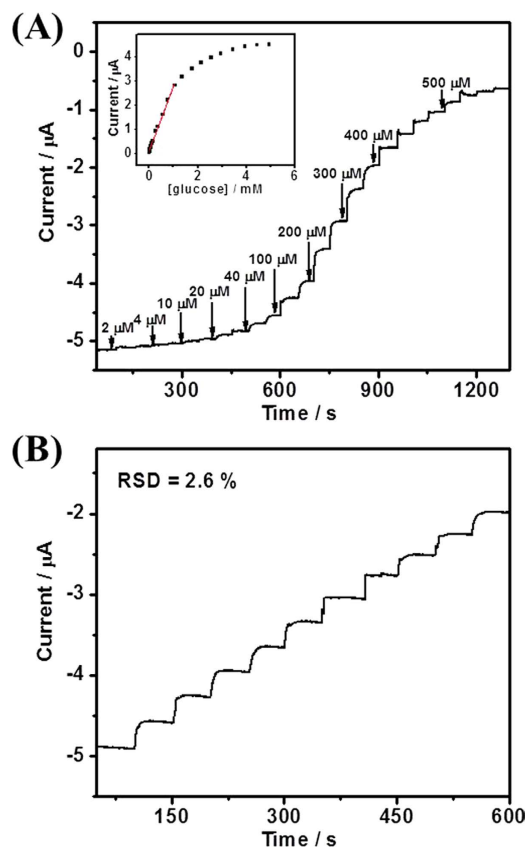 (A)
0
-1
-2
-3
-4
-5
Current / μA
300 600 900 1200
Time / s
4
3
2
1
0
Current / μA
0 2 4 6
[glucose] / mM
2 μM
4 μM
10 μM
20 μM
40 μM
100 μM
200 μM
300 μM
400 μM
500 μM
(B)
RSD = 2.6 %
-2
-3
-4
-5
Current / μA
150 300 450 600
Time / s